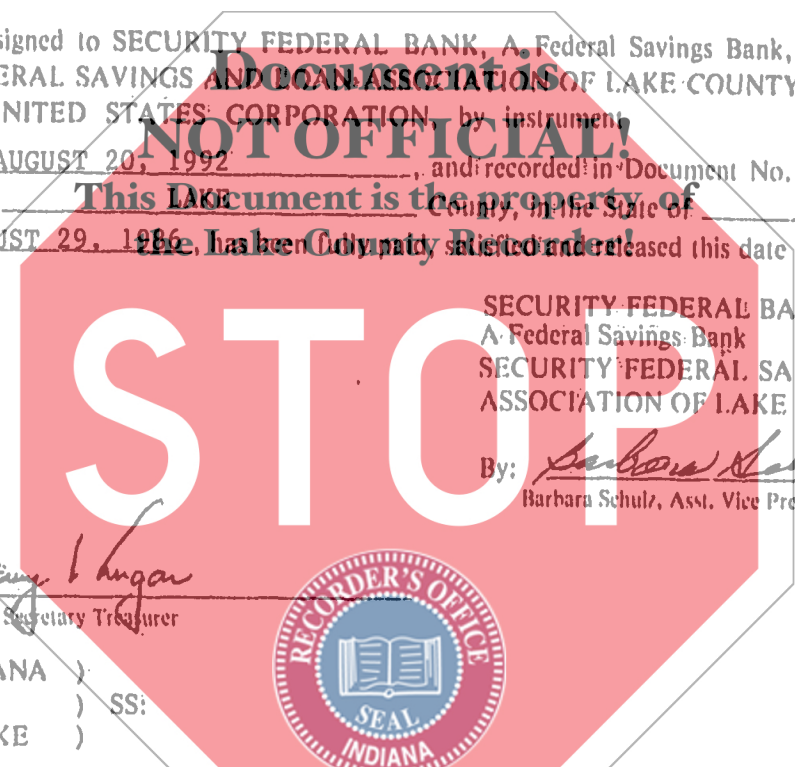 signed to SECURITY FEDERAL BANK, A Federal Savings Bank,
ERAL SAVINGS AND LOAN ASSOCIATION OF LAKE COUNTY
NITED STATES CORPORATION, by instrument
AUGUST 20, 1992, and recorded in Document No.
LAKE County, in the State of
UST 29, 1986, has been fully paid, satisfied and released this date
Document is
NOT OFFICIAL!
This Document is the property of
the Lake County Recorder!
SECURITY FEDERAL BA
A Federal Savings Bank
SECURITY FEDERAL SA
ASSOCIATION OF LAKE
STOP
By:
Barbara Schulz, Asst. Vice Pre
Secretary Treasurer
ANA )
) SS:
KE )
RECORDER'S OFFICE
SEAL
INDIANA